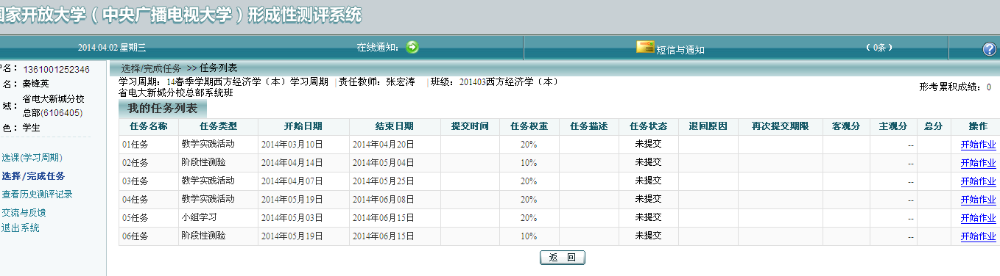 国家开放大学（中央广播电视大学）形成性测评系统
2014.04.02 星期三 在线通知： 短信与通知 （ 0条 ）
户名： 1361001252346
名： 秦锋英
域： 省电大新城分校总部(6106405)
色： 学生
选课(学习周期)
选择/完成任务
查看历史测评记录
交流与反馈
退出系统
选择/完成任务 >> 任务列表
学习周期：14春季学期西方经济学（本）学习周期 | 责任教师：张宏涛 | 班级：201403西方经济学（本）
省电大新城分校总部系统班
形考累积成绩：0
我的任务列表
任务名称 任务类型 开始日期 结束日期 提交时间 任务权重 任务描述 任务状态 退回原因 再次提交期限 客观分 主观分 总分 操作
01任务 教学实践活动 2014年03月10日 2014年04月20日 20% 未提交 -- 开始作业
02任务 阶段性测验 2014年04月14日 2014年05月04日 10% 未提交 -- 开始作业
03任务 教学实践活动 2014年04月07日 2014年05月25日 20% 未提交 -- 开始作业
04任务 教学实践活动 2014年05月19日 2014年06月08日 20% 未提交 -- 开始作业
05任务 小组学习 2014年05月03日 2014年06月15日 20% 未提交 -- 开始作业
06任务 阶段性测验 2014年05月19日 2014年06月15日 10% 未提交 -- 开始作业
返 回